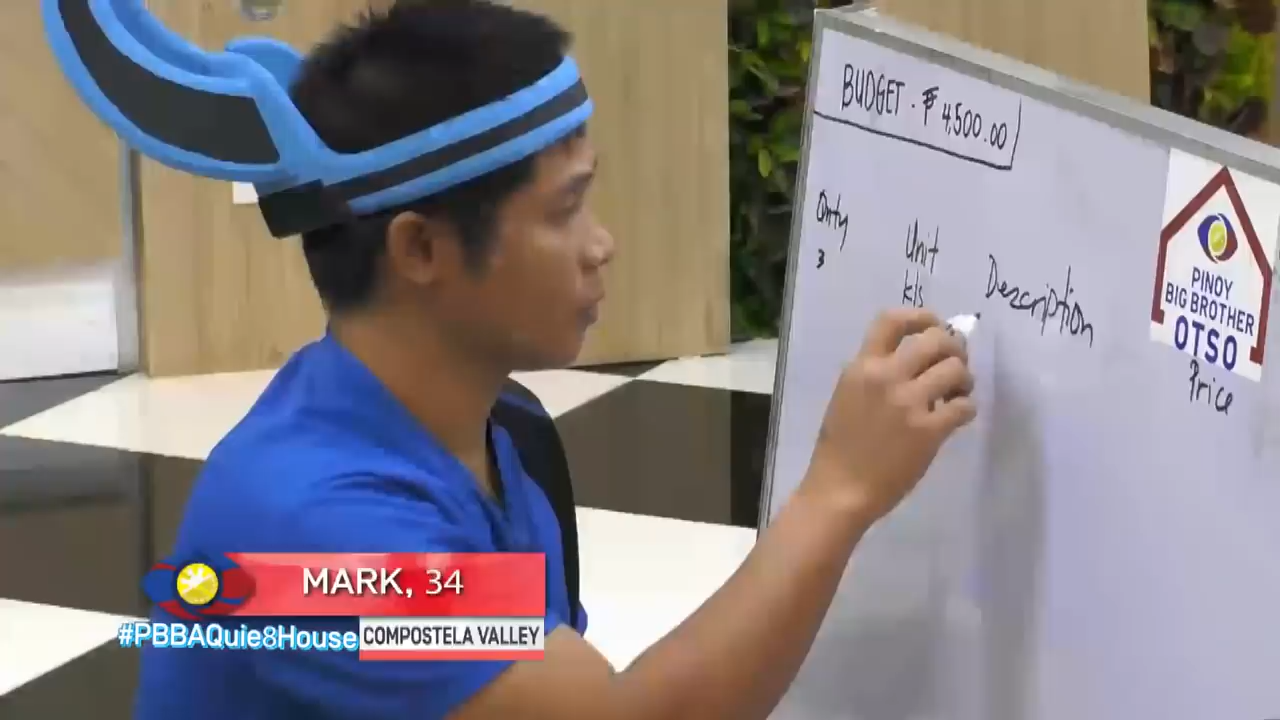 BUDGET - ₱ 4,500.00
Qnty Unit Description Price
3 kls
PINOY
BIG BROTHER
OTSO
MARK, 34
#PBBAQuie8House
COMPOSTELA VALLEY